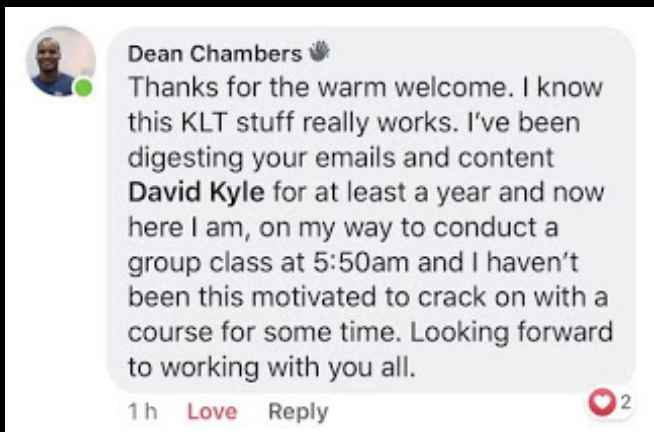 Dean Chambers 👋
Thanks for the warm welcome. I know
this KLT stuff really works. I've been
digesting your emails and content
David Kyle for at least a year and now
here I am, on my way to conduct a
group class at 5:50am and I haven't
been this motivated to crack on with a
course for some time. Looking forward
to working with you all.
1 h Love Reply 2